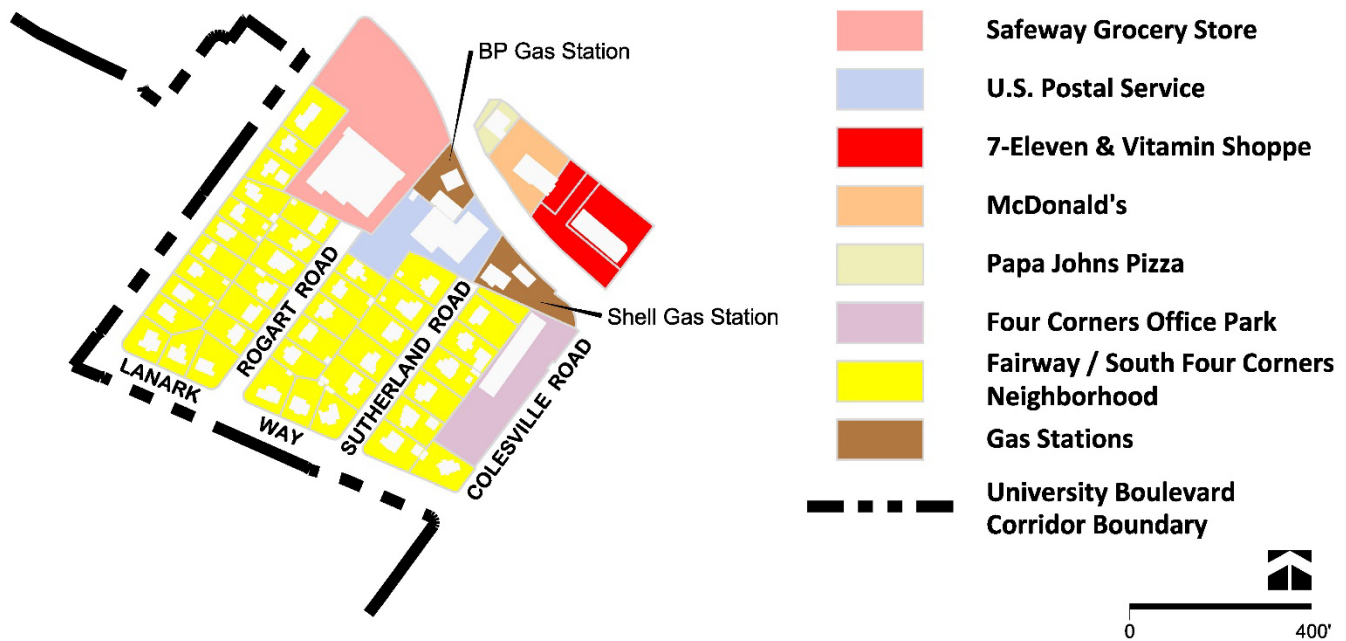 BP Gas Station
Shell Gas Station
LANARK
WAY
ROGART ROAD
SUTHERLAND ROAD
COLESVILLE ROAD
Safeway Grocery Store
U.S. Postal Service
7-Eleven & Vitamin Shoppe
McDonald's
Papa Johns Pizza
Four Corners Office Park
Fairway / South Four Corners
Neighborhood
Gas Stations
University Boulevard
Corridor Boundary
0 400'